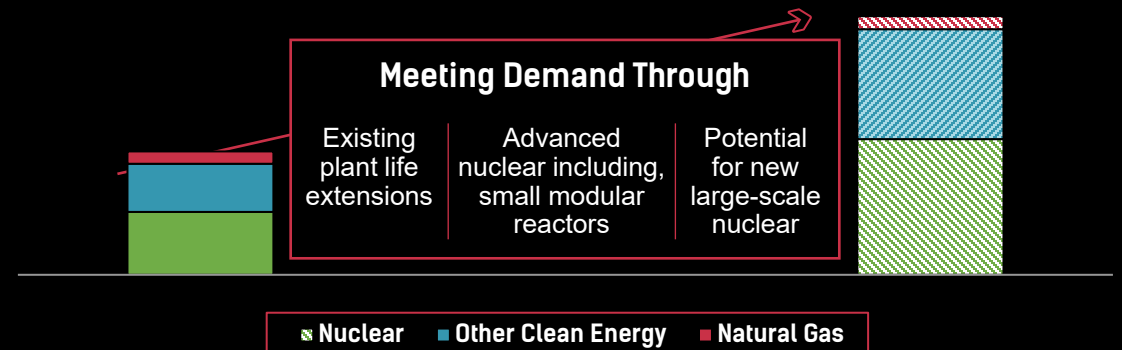 Meeting Demand Through
Existing
plant life
extensions
Advanced
nuclear including,
small modular
reactors
Potential
for new
large-scale
nuclear
Nuclear
Other Clean Energy
Natural Gas